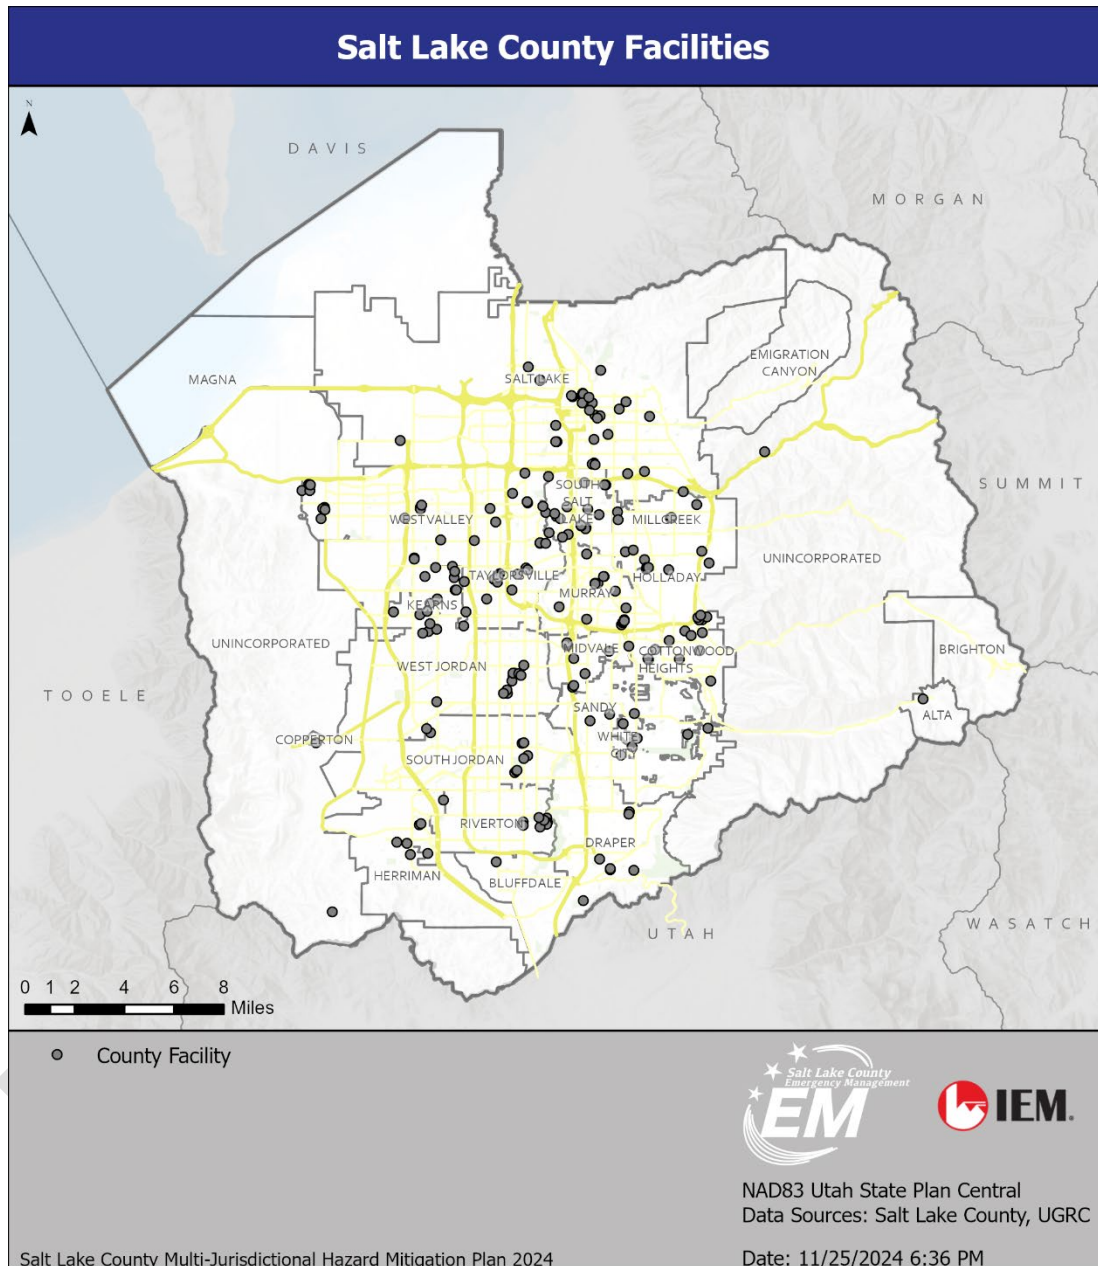 Salt Lake County Facilities
N
DAVIS
MORGAN
EMIGRATION
CANYON
MAGNA
SALT LAKE
SUMMIT
SOUTH
SALT
LAKE
WEST VALLEY
MILLCREEK
UNINCORPORATED
TAYLORSVILLE
HOLLADAY
MURRAY
KEARNS
UNINCORPORATED
MIDVALE
COTTONWOOD
HEIGHTS
BRIGHTON
WEST JORDAN
TOOELE
SANDY
ALTA
WHITE
CITY
COPPERTON
SOUTH JORDAN
RIVERTON
DRAPER
HERRIMAN
BLUFFDALE
UTAH
WASATCH
0 1 2 4 6 8
Miles
County Facility
Salt Lake County
Emergency Management
EM
IEM.
NAD83 Utah State Plan Central
Data Sources: Salt Lake County, UGRC
Salt Lake County Multi-Jurisdictional Hazard Mitigation Plan 2024
Date: 11/25/2024 6:36 PM